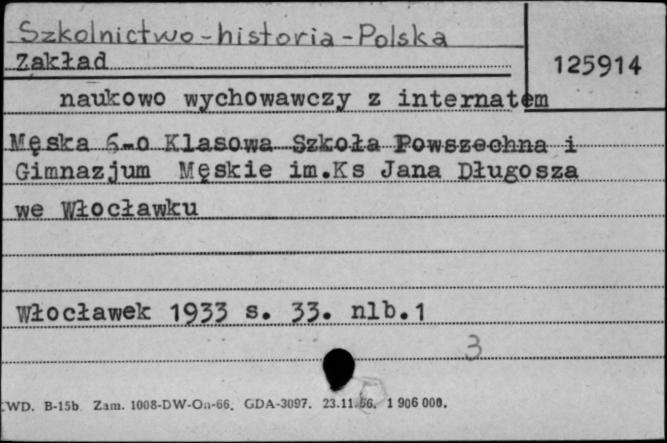 Szkolnictwo-historia-Polska
Zakład
125914
naukowo wychowawczy z internatem
Męska 6-o Klasowa Szkoła Powszechna i
Gimnazjum Męskie im.Ks Jana Długosza
we Włocławku
Włocławek 1933 s. 33. nlb.1
3
WD. B-15b. Zam. 1008-DW-On-66. GDA-3097. 23.11.66. 1 906 000.